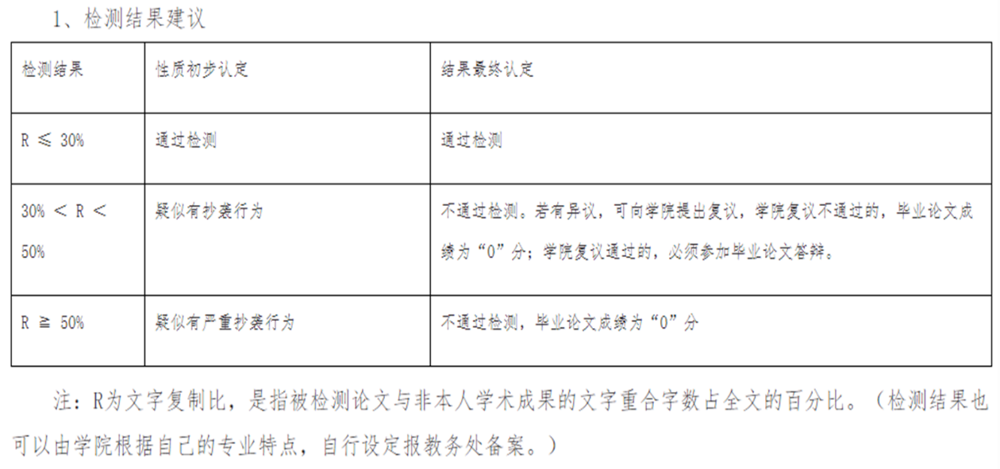 1、检测结果建议
检测结果 性质初步认定 结果最终认定
R ≤ 30% 通过检测 通过检测
30% < R <
50%
疑似有抄袭行为
不通过检测。若有异议，可向学院提出复议，学院复议不通过的，毕业论文成
绩为“0”分；学院复议通过的，必须参加毕业论文答辩。
R ≧ 50% 疑似有严重抄袭行为 不通过检测，毕业论文成绩为“0”分
注：R为文字复制比，是指被检测论文与非本人学术成果的文字重合字数占全文的百分比。（检测结果也
可以由学院根据自己的专业特点，自行设定报教务处备案。）